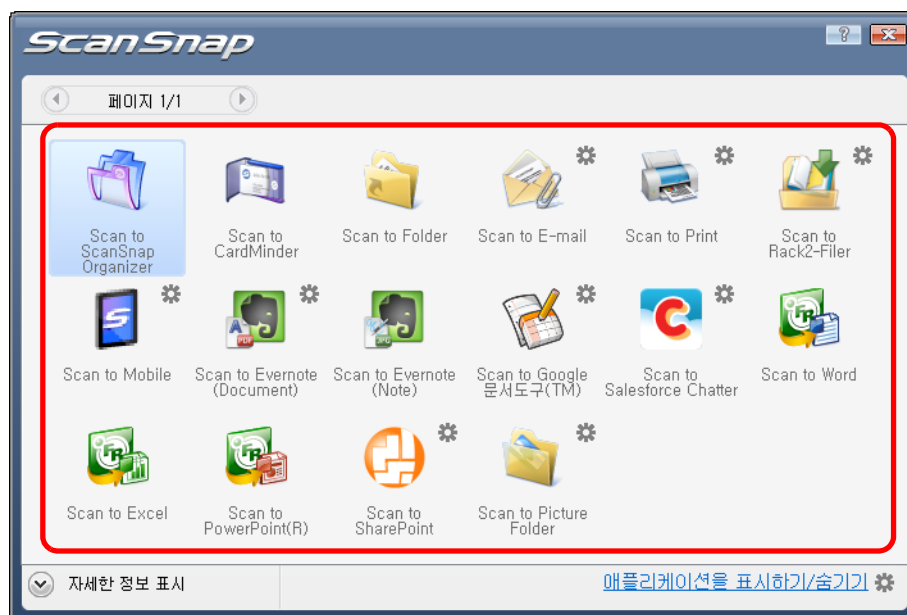 ScanSnap
?
페이지 1/1
Scan to
ScanSnap
Organizer
Scan to
CardMinder
Scan to Folder
Scan to E-mail
Scan to Print
Scan to
Rack2-Filer
Scan to Mobile
Scan to Evernote
(Document)
Scan to Evernote
(Note)
Scan to Google
문서도구(TM)
Scan to
Salesforce Chatter
Scan to Word
Scan to Excel
Scan to
PowerPoint(R)
Scan to
SharePoint
Scan to Picture
Folder
자세한 정보 표시
애플리케이션을 표시하기/숨기기